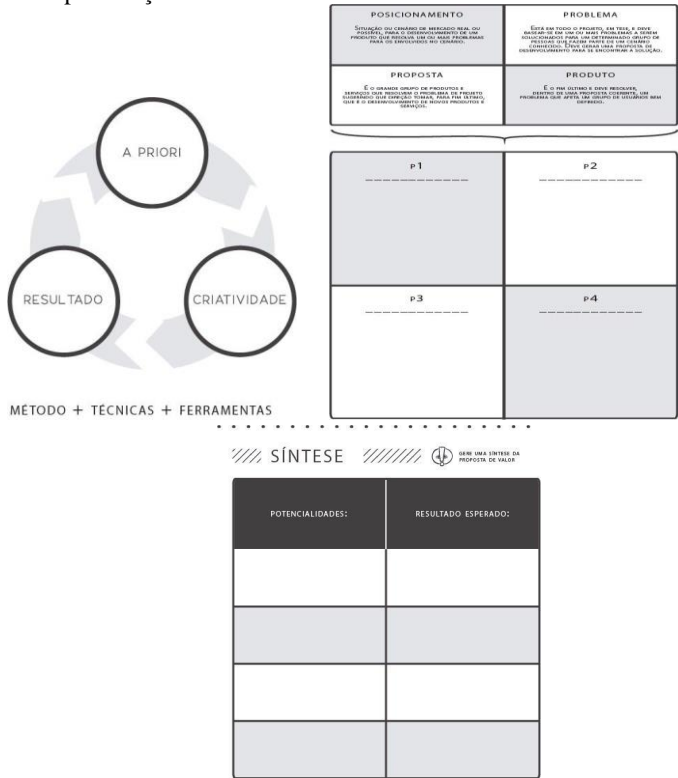 POSICIONAMENTO
SITUAÇÃO OU CENÁRIO DE MERCADO REAL OU
POSSÍVEL, PARA O DESENVOLVIMENTO DE UM
PRODUTO QUE RESOLVA UM OU MAIS PROBLEMAS
PARA OS ENVOLVIDOS NO CENÁRIO.
PROBLEMA
ESTÁ EM TODO O PROJETO, EM TESE, E DEVE
BASEAR-SE EM UM OU MAIS PROBLEMAS A SEREM
SOLUCIONADOS PARA UM DETERMINADO GRUPO DE
PESSOAS QUE FAZEM PARTE DE UM CENÁRIO
CONHECIDO. DEVE GERAR UMA PROPOSTA DE
DESENVOLVIMENTO PARA SE ENCONTRAR A SOLUÇÃO.
PROPOSTA
É O GRANDE GRUPO DE PRODUTOS E
SERVIÇOS QUE RESOLVEM O PROBLEMA DE PROJETO
SUGERINDO QUE DIREÇÃO TOMAR, PARA FIM ÚLTIMO,
QUE É O DESENVOLVIMENTO DE NOVOS PRODUTOS E
SERVIÇOS.
PRODUTO
É O FIM ÚLTIMO E DEVE RESOLVER,
DENTRO DE UMA PROPOSTA COERENTE, UM
PROBLEMA QUE AFETA UM GRUPO DE USUÁRIOS BEM
DEFINIDO.
A PRIORI
RESULTADO
CRIATIVIDADE
MÉTODO + TÉCNICAS + FERRAMENTAS
P1
P2
P3
P4
SÍNTESE
GERE UMA SÍNTESE DA
PROPOSTA DE VALOR
POTENCIALIDADES:
RESULTADO ESPERADO: